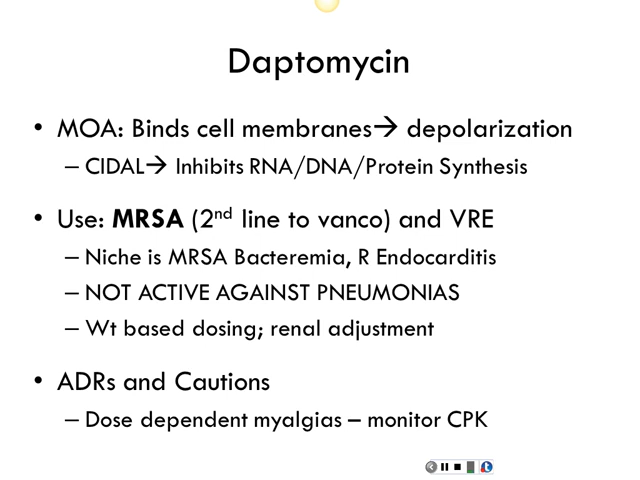 Daptomycin
• MOA: Binds cell membranes→ depolarization
– CIDAL→ Inhibits RNA/DNA/Protein Synthesis
• Use: MRSA (2nd line to vanco) and VRE
– Niche is MRSA Bacteremia, R Endocarditis
– NOT ACTIVE AGAINST PNEUMONIAS
– Wt based dosing; renal adjustment
• ADRs and Cautions
– Dose dependent myalgias – monitor CPK